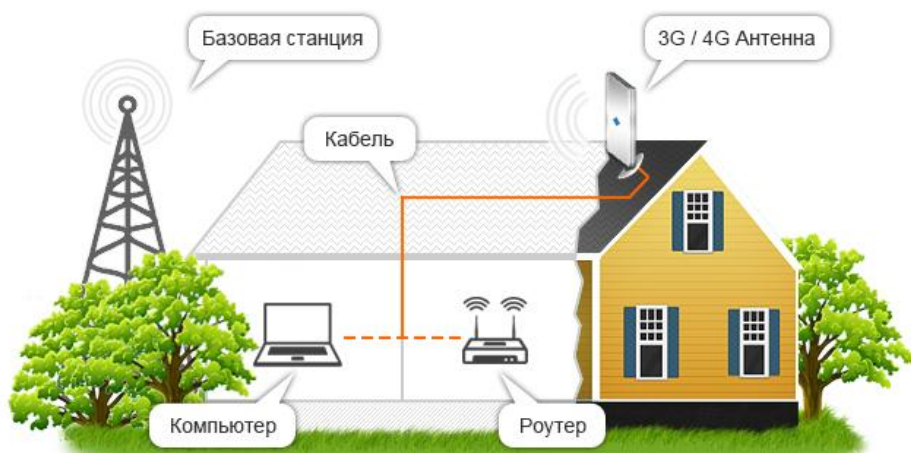 Базовая станция
3G / 4G Антенна
Кабель
Компьютер
Роутер